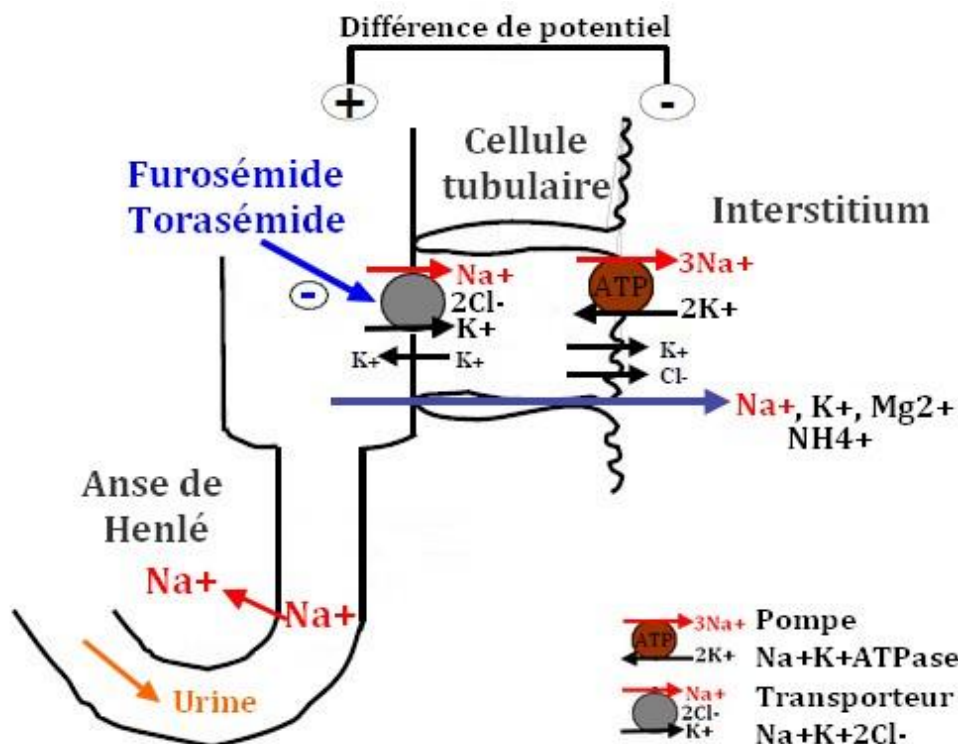 Différence de potentiel
+
-
Cellule
tubulaire
Furosémide
Torasémide
Interstitium
-
Na+
2Cl-
K+
K+
K+
ATP
3Na+
2K+
K+
Cl-
Na+, K+, Mg2+
NH4+
Anse de
Henlé
Na+
Na+
Urine
3Na+
ATP
2K+
Pompe
Na+K+ATPase
Na+
2Cl-
K+
Transporteur
Na+K+2Cl-